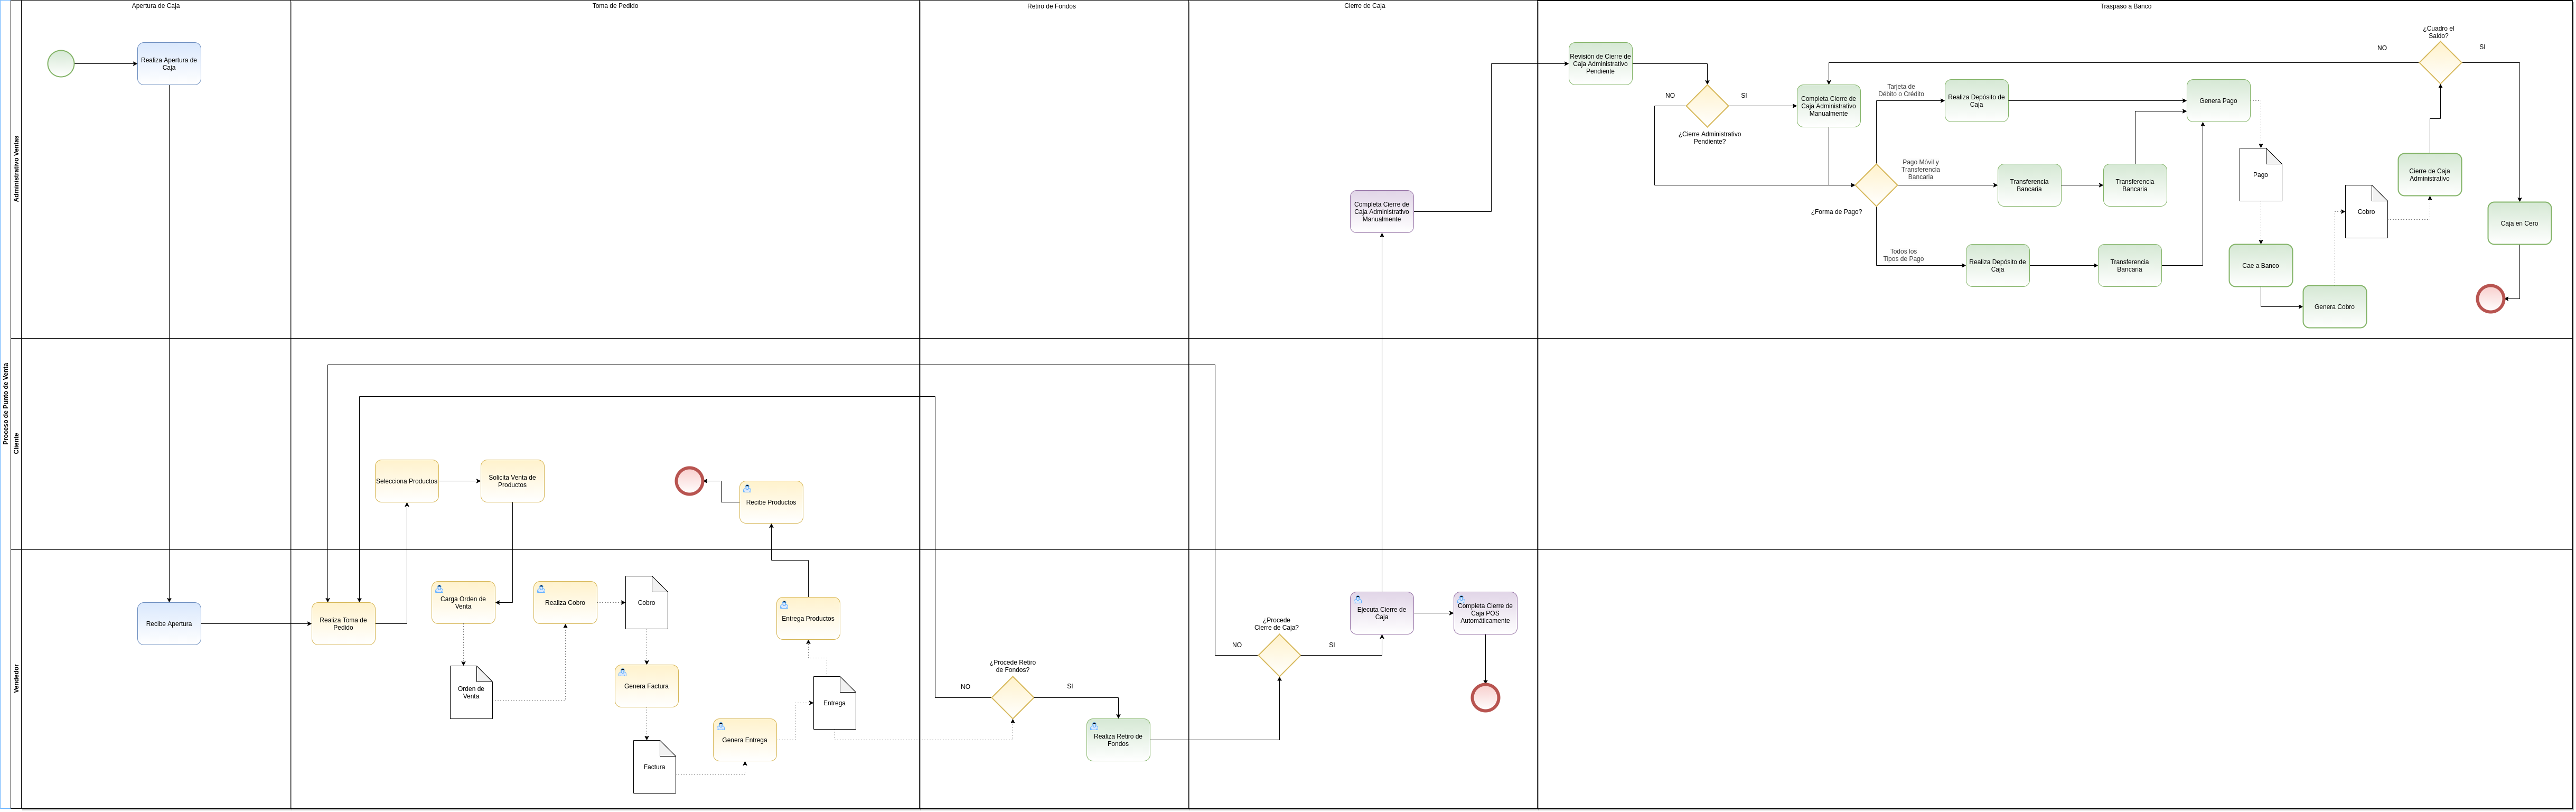 Apertura de Caja
Toma de Pedido
Retiro de Fondos
Cierre de Caja
Traspaso a Banco
Proceso de Punto de Venta
Administrativo Ventas
Realiza Apertura de
Caja
Completa Cierre de
Caja Administrativo
Manualmente
Revisión de Cierre de
Caja Administrativo
Pendiente
NO
SI
¿Cierre Administrativo
Pendiente?
Completa Cierre de
Caja Administrativo
Manualmente
¿Forma de Pago?
Tarjeta de
Débito o Crédito
Realiza Depósito de
Caja
Pago Móvil y
Transferencia
Bancaria
Transferencia
Bancaria
Transferencia
Bancaria
Todos los
Tipos de Pago
Realiza Depósito de
Caja
Transferencia
Bancaria
Genera Pago
Pago
Cae a Banco
Genera Cobro
Cobro
Cierre de Caja
Administrativo
¿Cuadro el
Saldo?
NO
SI
Caja en Cero
Cliente
Selecciona Productos
Solicita Venta de
Productos
Recibe Productos
Vendedor
Recibe Apertura
Realiza Toma de
Pedido
Carga Orden de
Venta
Orden de
Venta
Realiza Cobro
Cobro
Genera Factura
Factura
Genera Entrega
Entrega
Entrega Productos
¿Procede Retiro
de Fondos?
NO
SI
Realiza Retiro de
Fondos
¿Procede
Cierre de Caja?
NO
SI
Ejecuta Cierre de
Caja
Completa Cierre de
Caja POS
Automáticamente